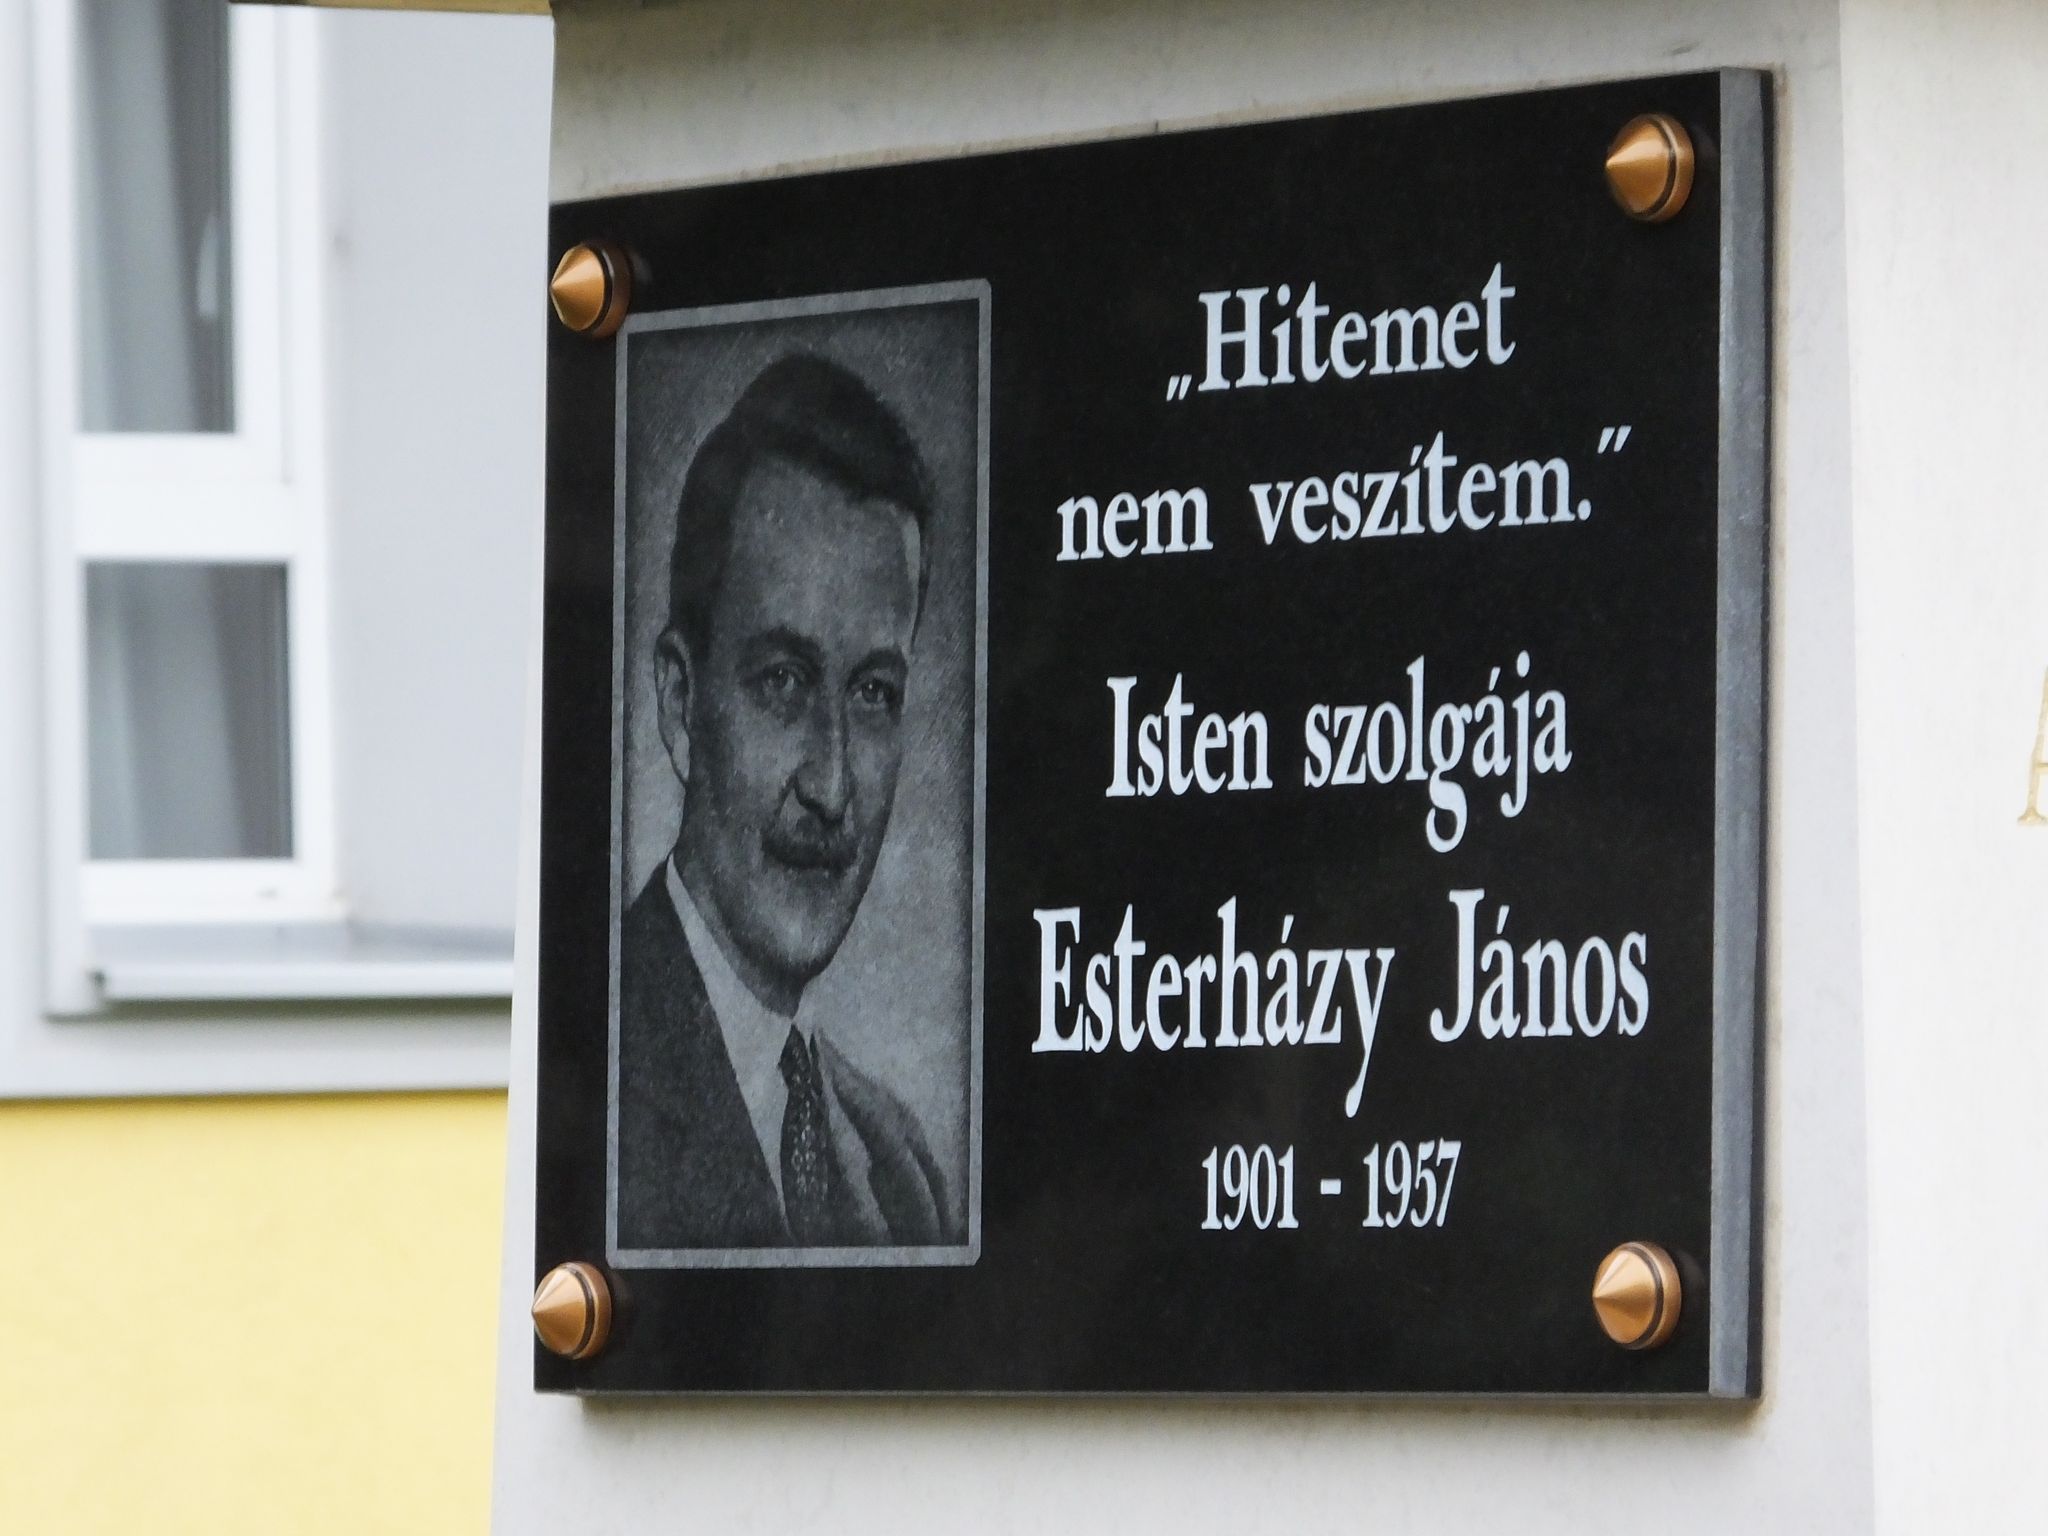 „Hitemet
nem veszítem.”
Isten szolgája
Esterházy János
1901 - 1957